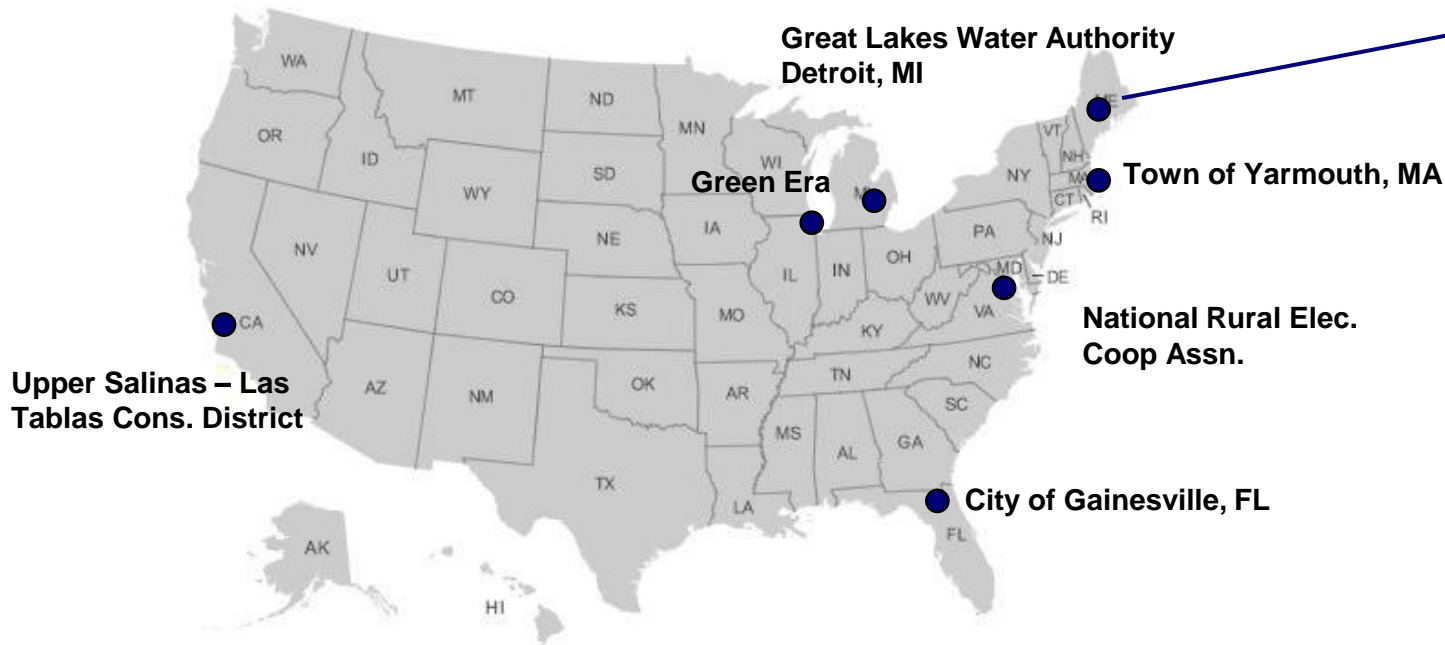 Great Lakes Water Authority
Detroit, MI
WA
MT
ND
MN
ME
OR
ID
SD
WI
VT
NH
Green Era
MI
NY
MA
Town of Yarmouth, MA
WY
CT
RI
IA
PA
NJ
NV
NE
IL
IN
OH
MD
DE
UT
CO
WV
VA
KS
MO
KY
CA
National Rural Elec.
Coop Assn.
NC
TN
Upper Salinas – Las
Tablas Cons. District
AZ
NM
OK
AR
SC
MS
AL
GA
TX
LA
City of Gainesville, FL
FL
AK
HI